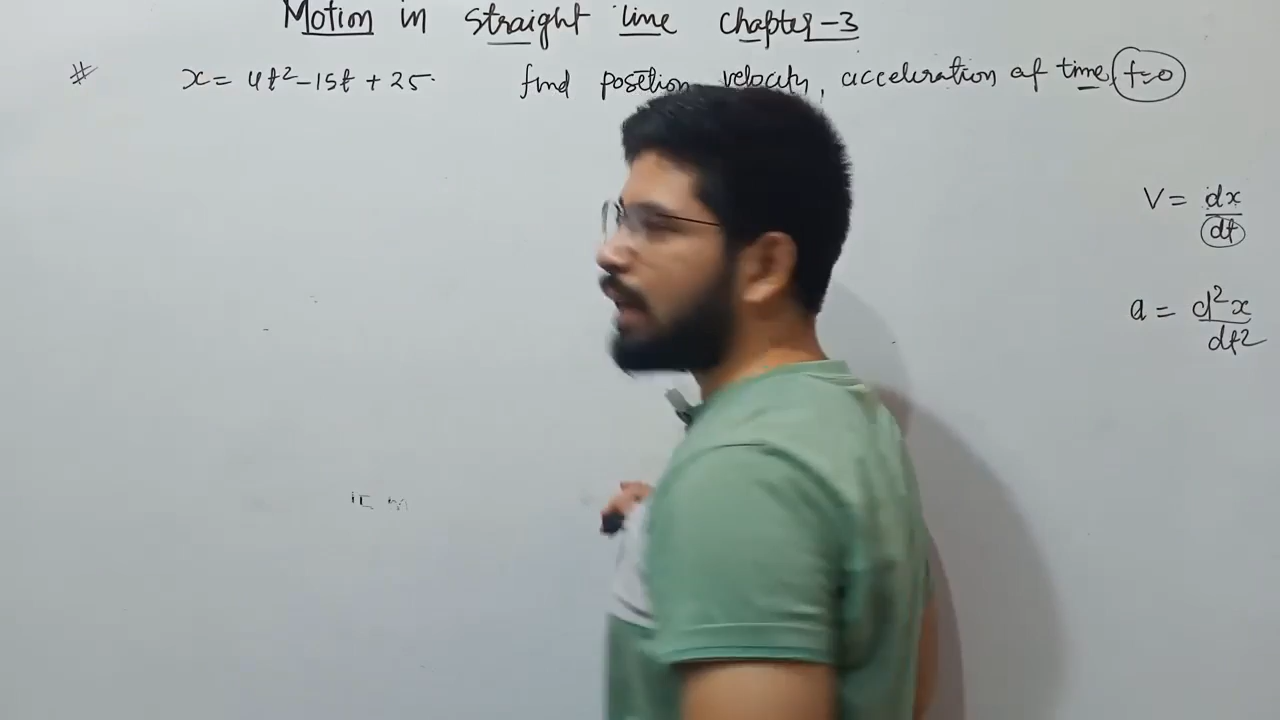 Motion in straight line chapter-3
# x = 4t²-15t + 25. find position, velocity, acceleration at time t=0
V = dx/dt
a = d²x/dt²